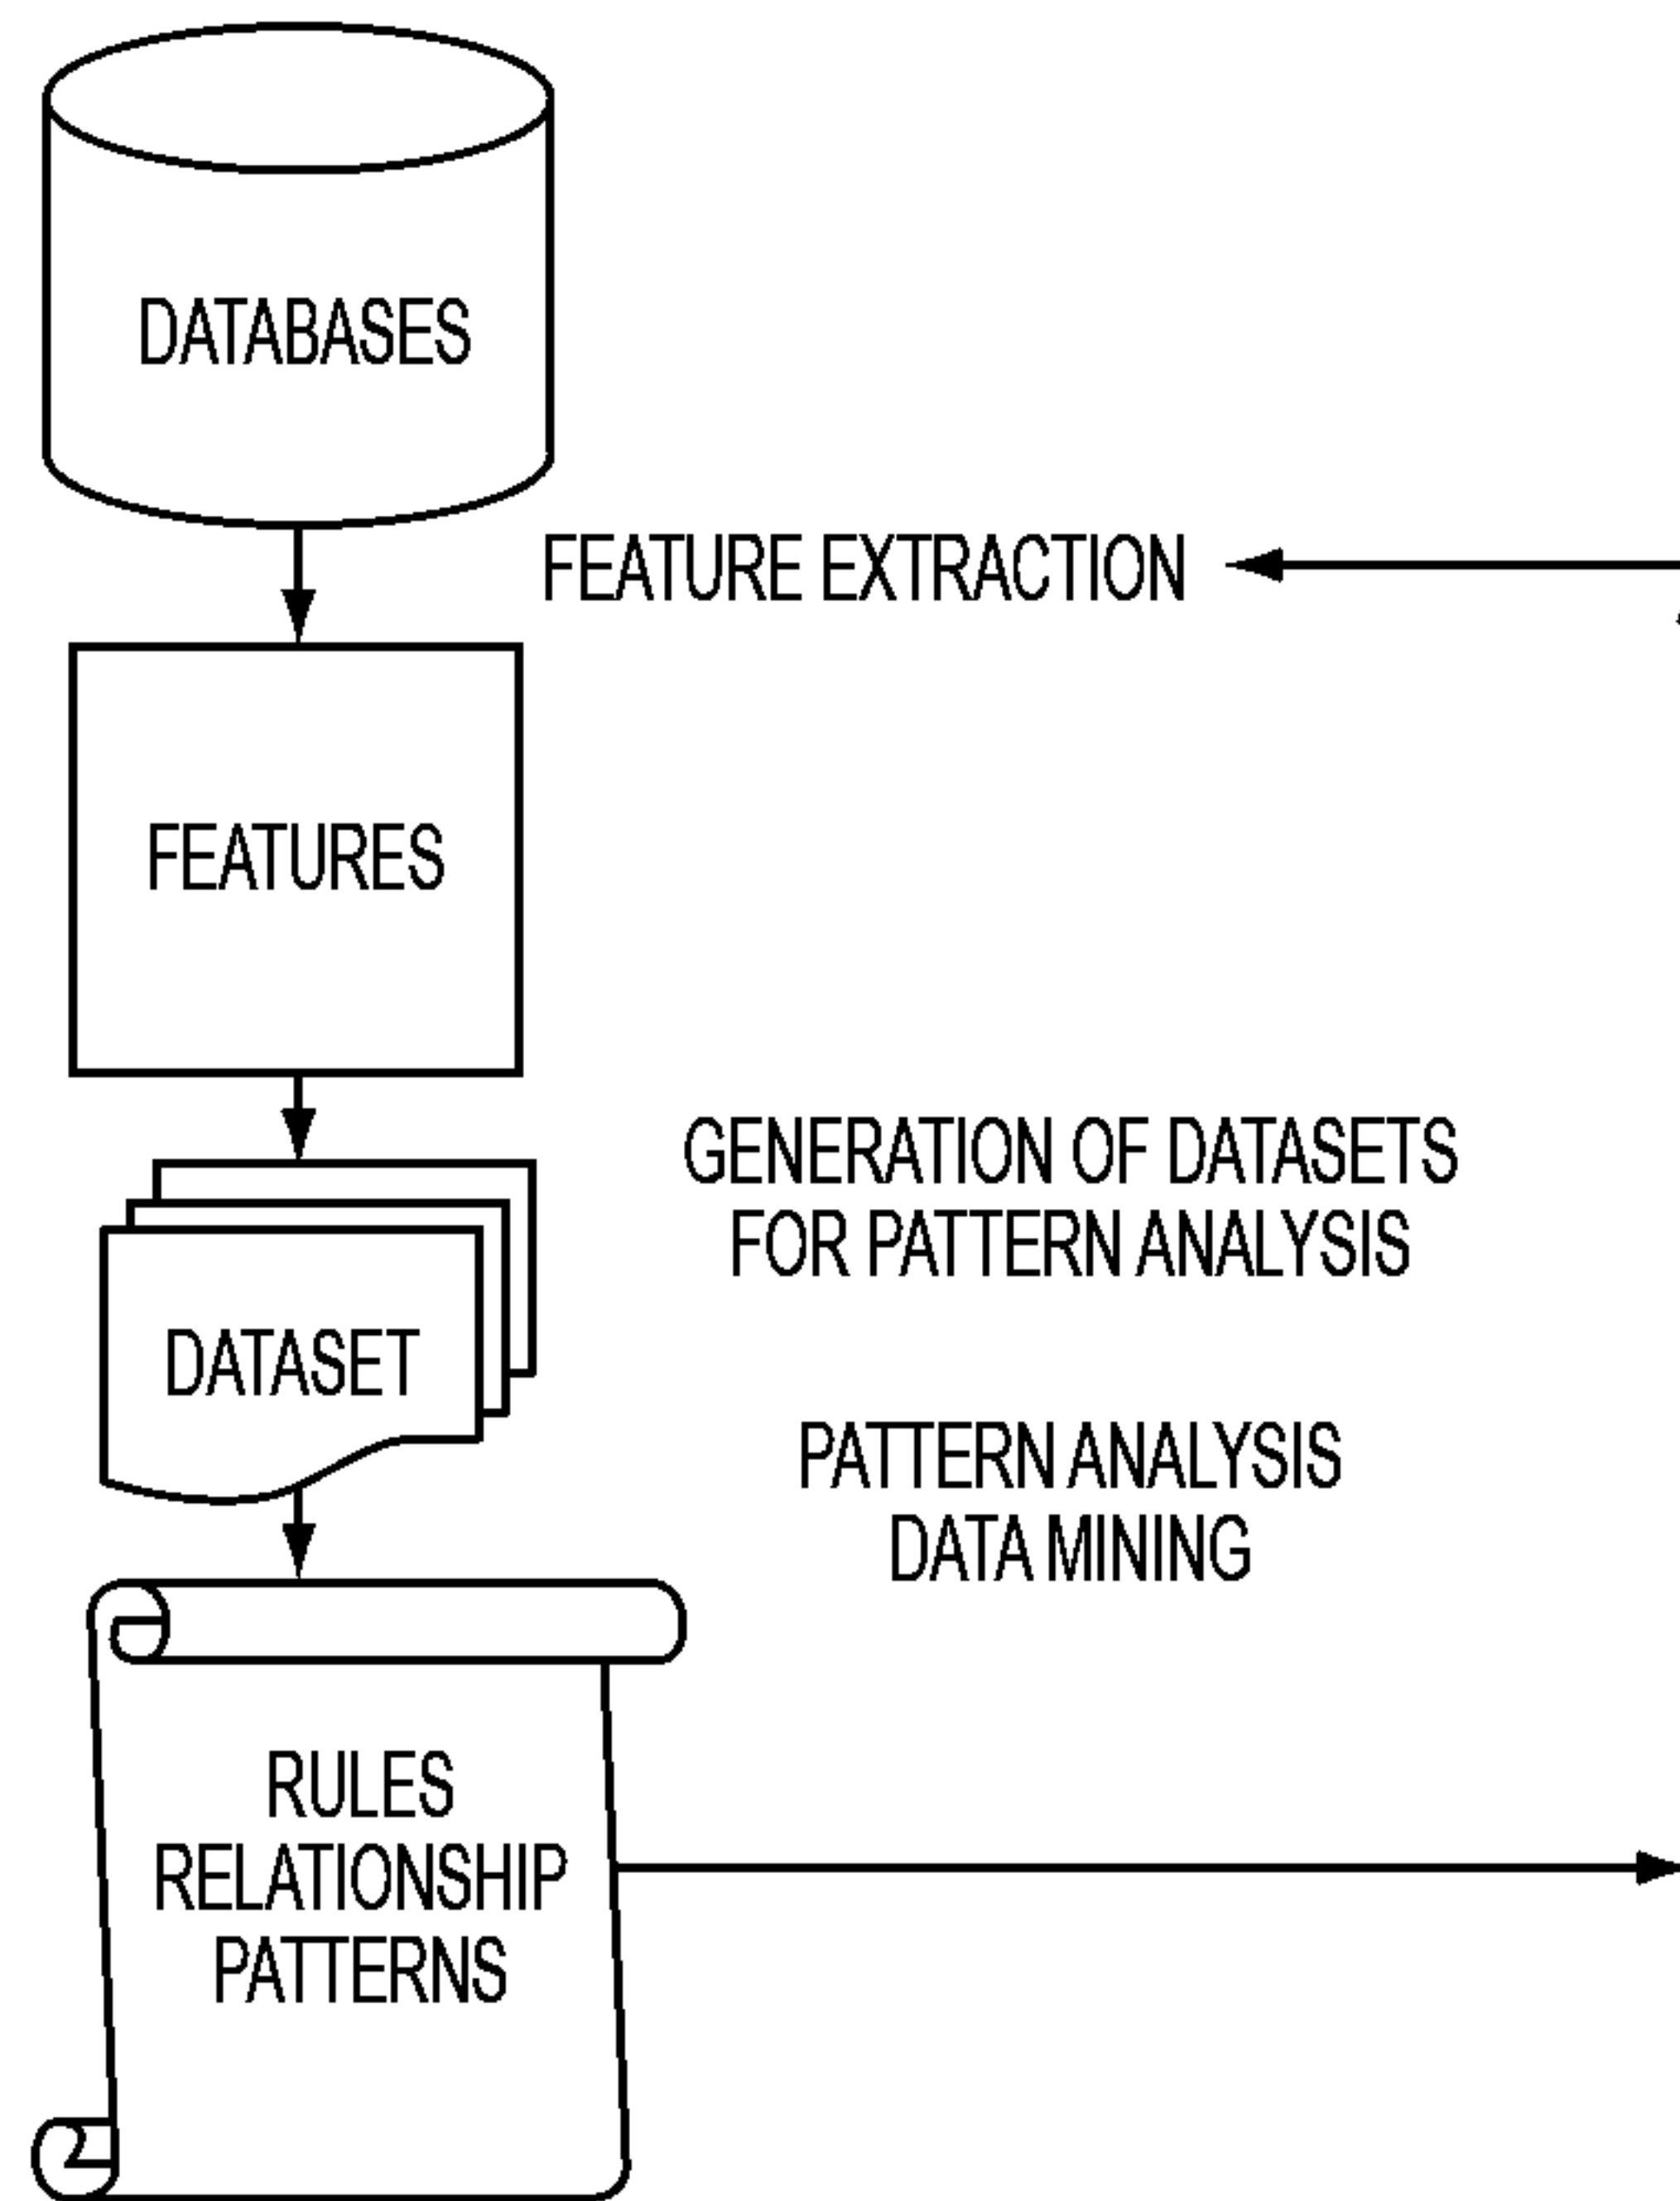 DATABASES
FEATURE EXTRACTION
FEATURES
GENERATION OF DATASETS
FOR PATTERN ANALYSIS
DATASET
PATTERN ANALYSIS
DATA MINING
RULES
RELATIONSHIP
PATTERNS